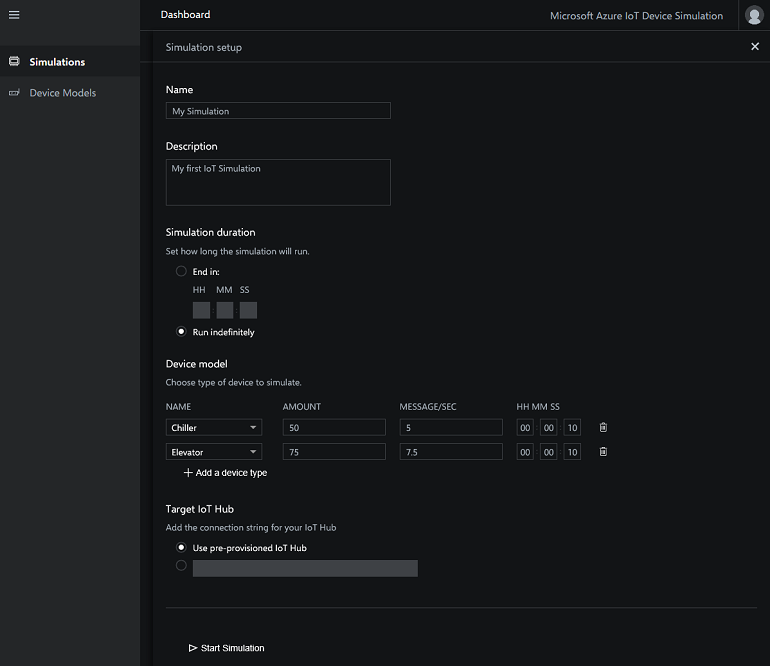 Dashboard
Microsoft Azure IoT Device Simulation
Simulations
Device Models
Simulation setup
Name
My Simulation
Description
My first IoT Simulation
Simulation duration
Set how long the simulation will run.
End in:
HH MM SS
Run indefinitely
Device model
Choose type of device to simulate.
NAME AMOUNT MESSAGE/SEC HH MM SS
Chiller 50 5 00 00 10
Elevator 75 7.5 00 00 10
Add a device type
Target IoT Hub
Add the connection string for your IoT Hub
Use pre-provisioned IoT Hub
Start Simulation